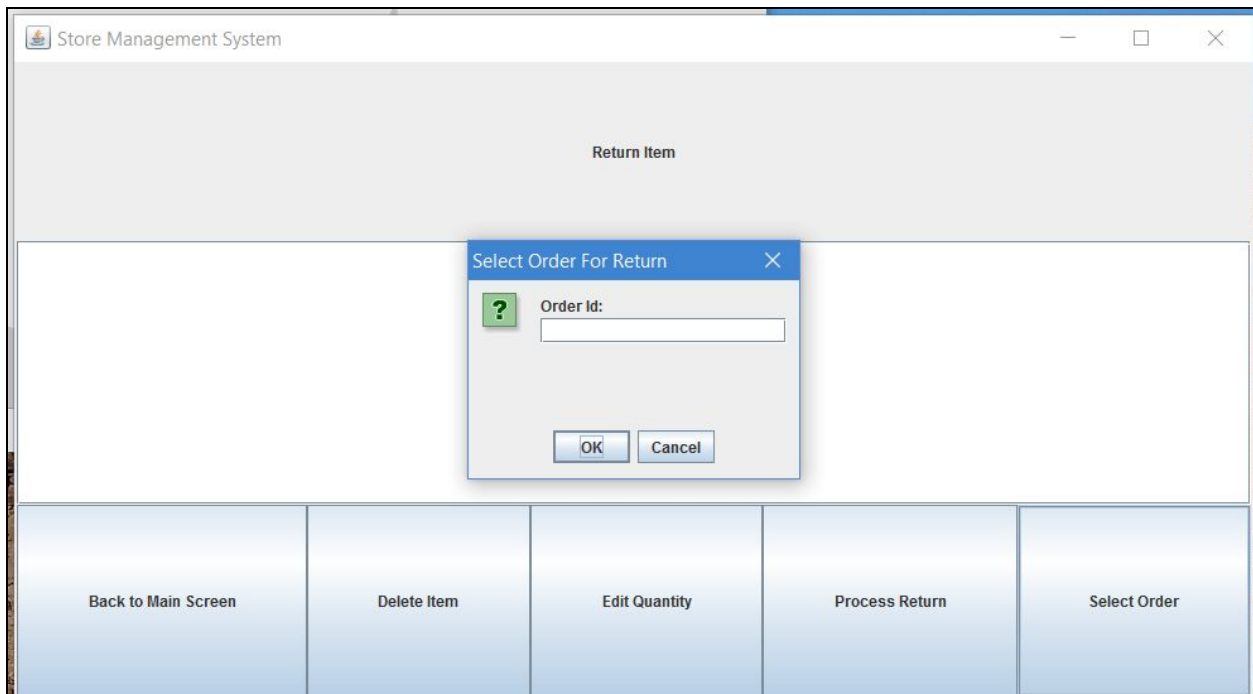 Store Management System
Return Item
Select Order For Return
?
Order Id:
OK
Cancel
Back to Main Screen
Delete Item
Edit Quantity
Process Return
Select Order